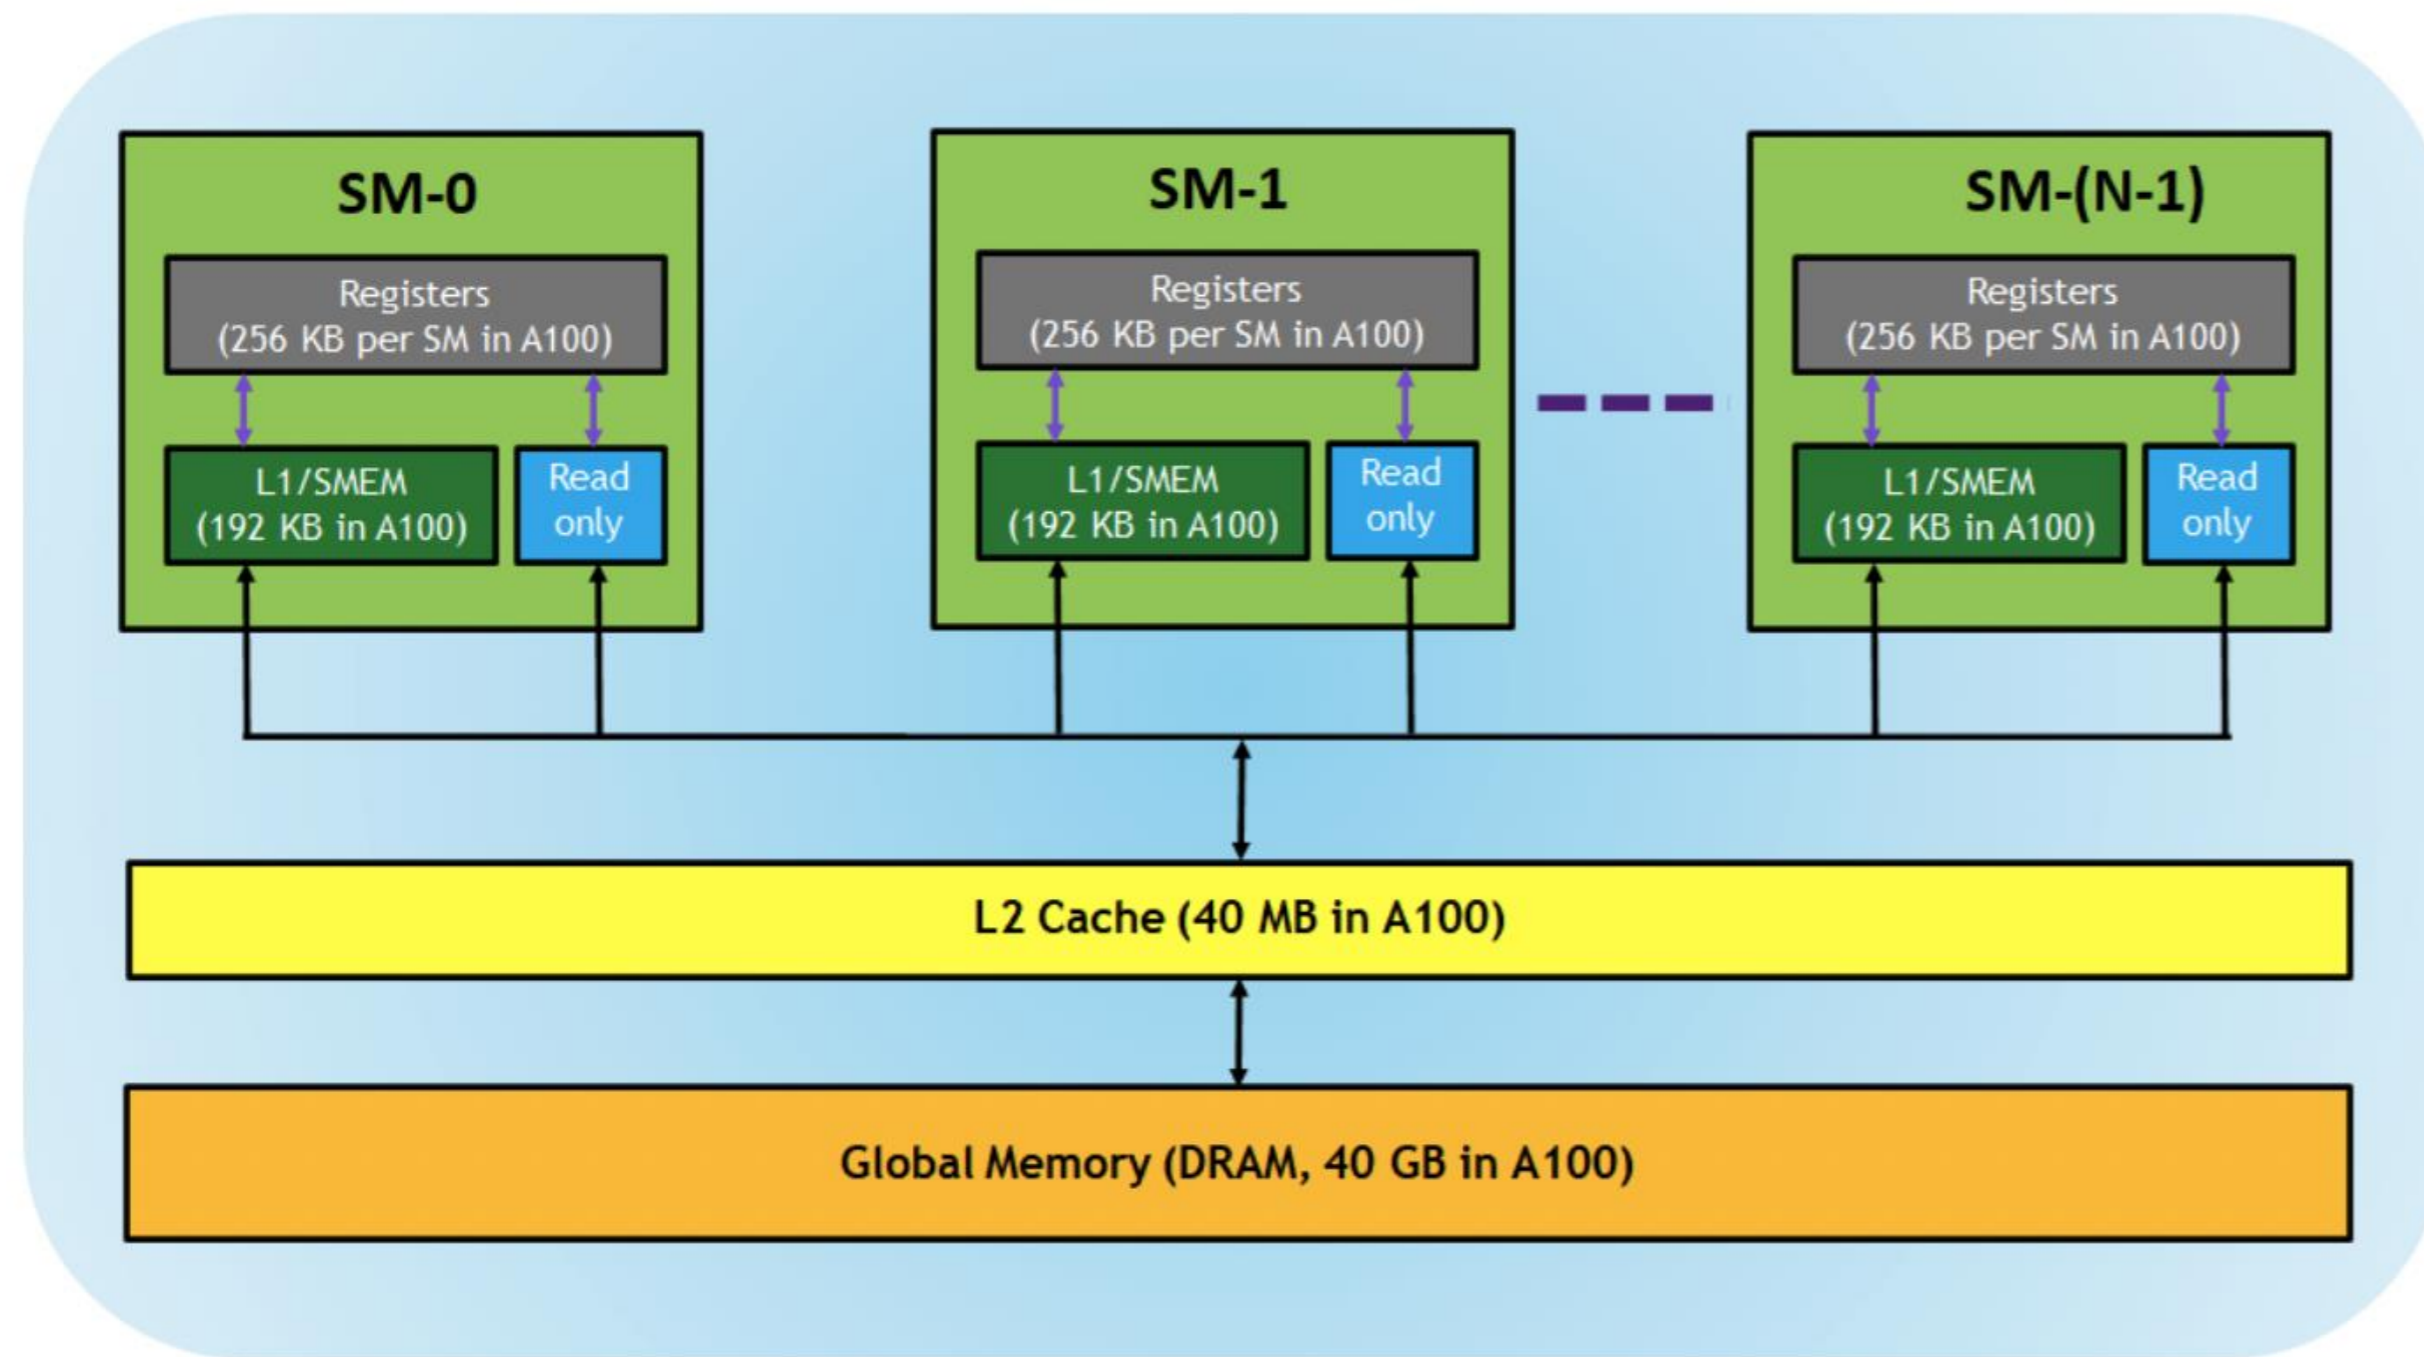 SM-0
Registers
(256 KB per SM in A100)
L1/SMEM
(192 KB in A100)
Read
only
SM-1
Registers
(256 KB per SM in A100)
L1/SMEM
(192 KB in A100)
Read
only
SM-(N-1)
Registers
(256 KB per SM in A100)
L1/SMEM
(192 KB in A100)
Read
only
L2 Cache (40 MB in A100)
Global Memory (DRAM, 40 GB in A100)